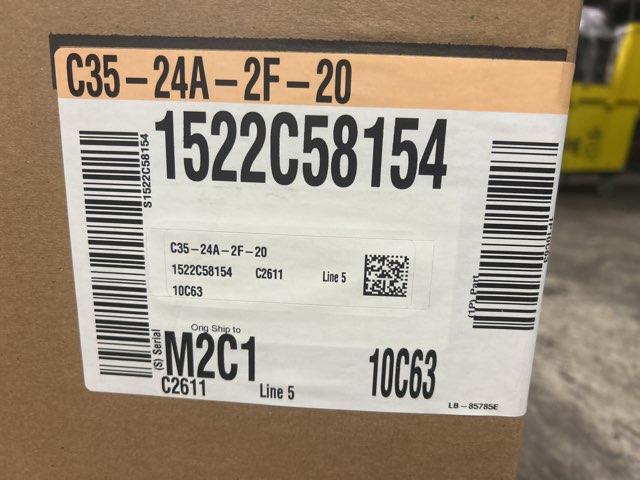 C35-24A-2F-20
1522C58154
S1522C58154
C35-24A-2F-20
1522C58154 C2611 Line 5
10C63
(S) Serial
(1P) Part
Orig Ship to
M2C1 10C63
C2611 Line 5
LB-85785E